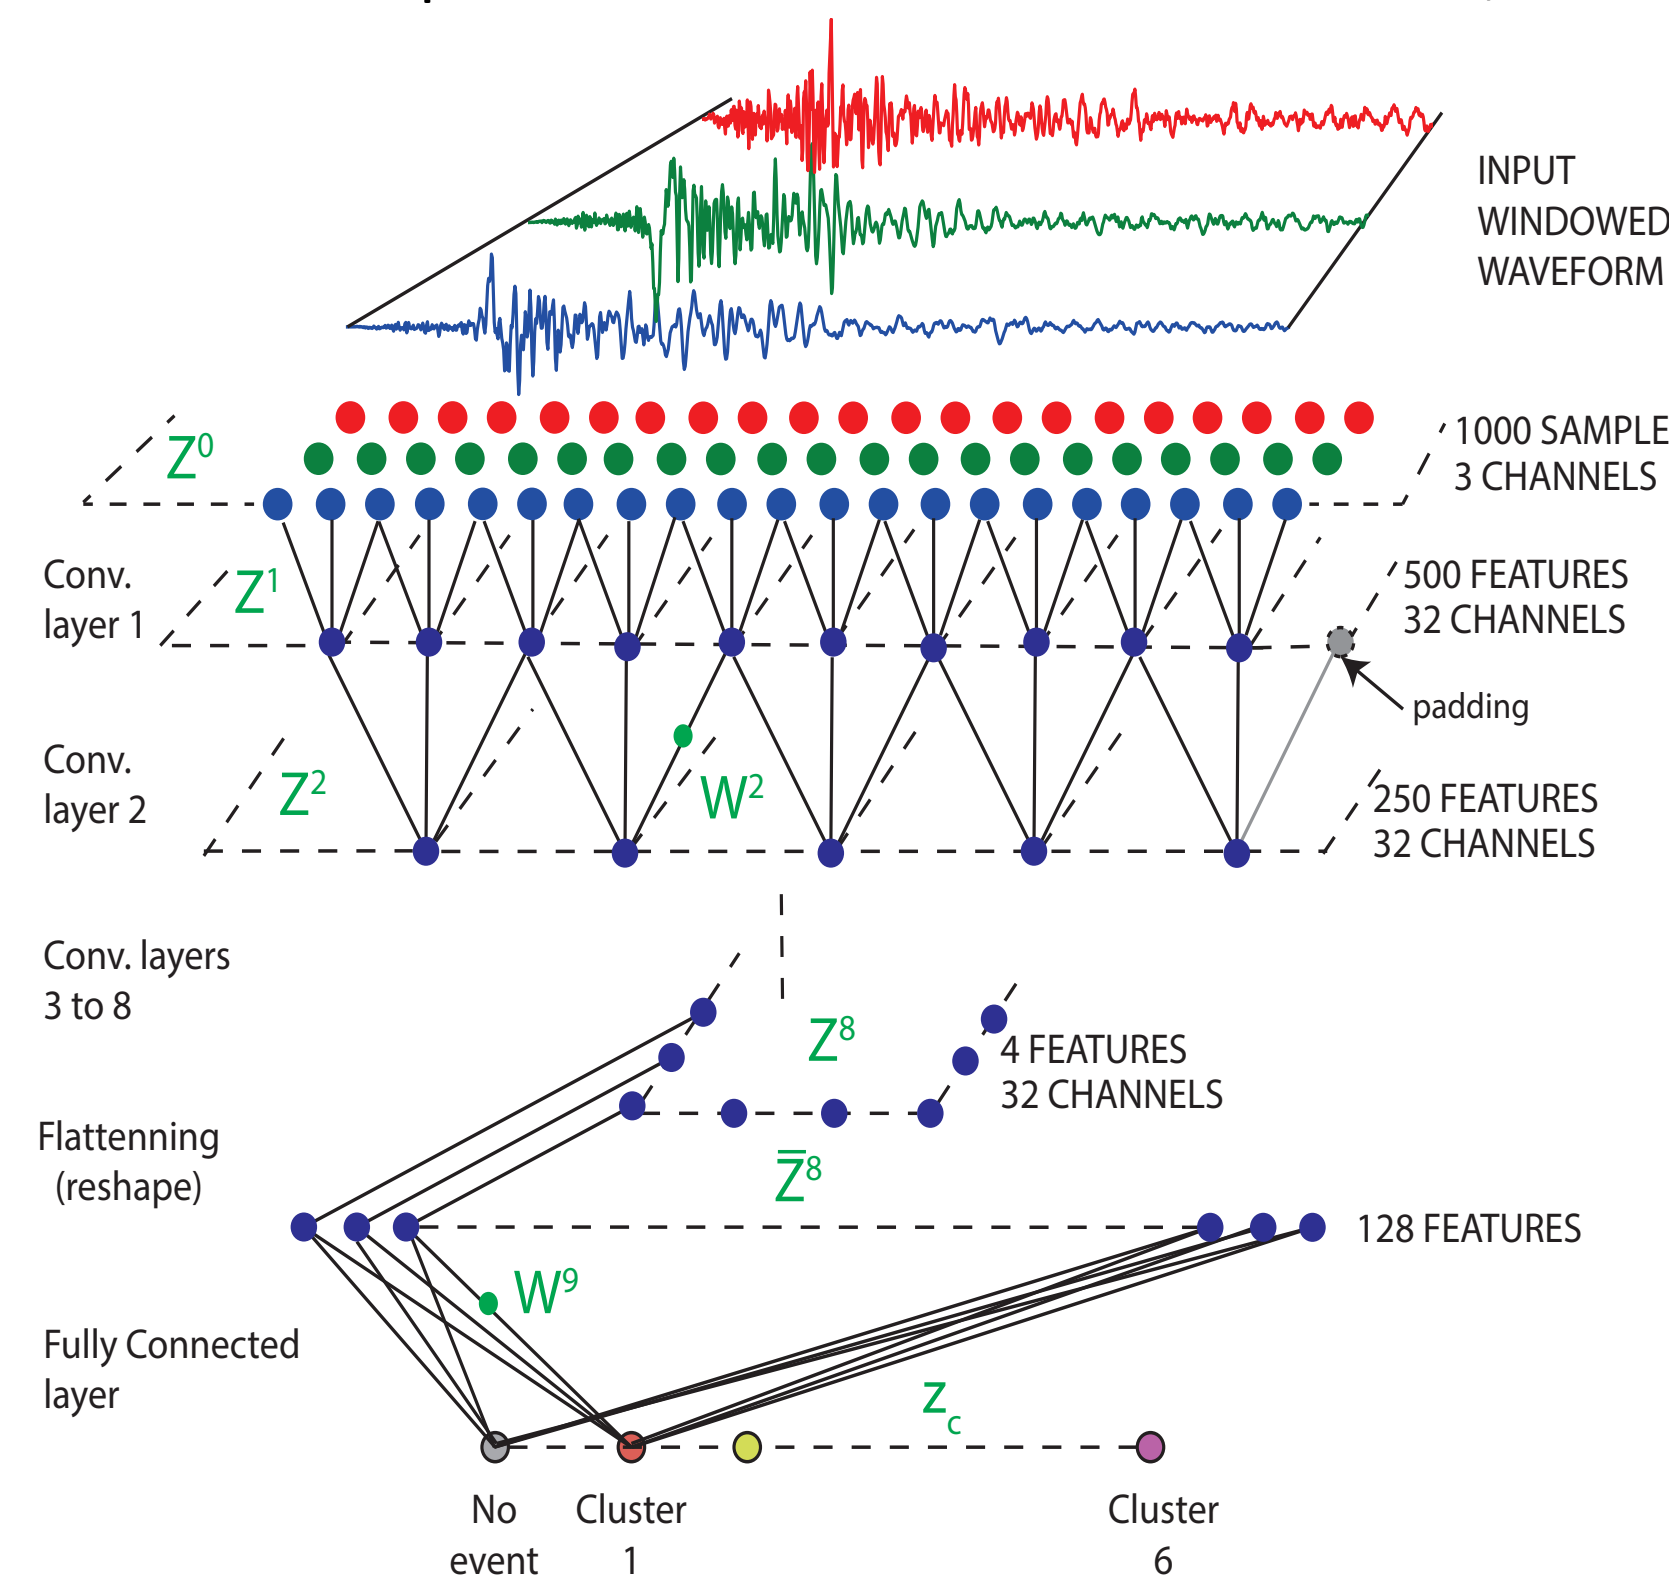 INPUT
WINDOWED
WAVEFORM
Z⁰
1000 SAMPLE
3 CHANNELS
Conv.
layer 1
Z¹
500 FEATURES
32 CHANNELS
padding
Conv.
layer 2
Z²
W²
250 FEATURES
32 CHANNELS
Conv. layers
3 to 8
Z⁸
4 FEATURES
32 CHANNELS
Flattenning
(reshape)
Z̿⁸
128 FEATURES
W⁹
Fully Connected
layer
z_c
No
event
Cluster
1
Cluster
6